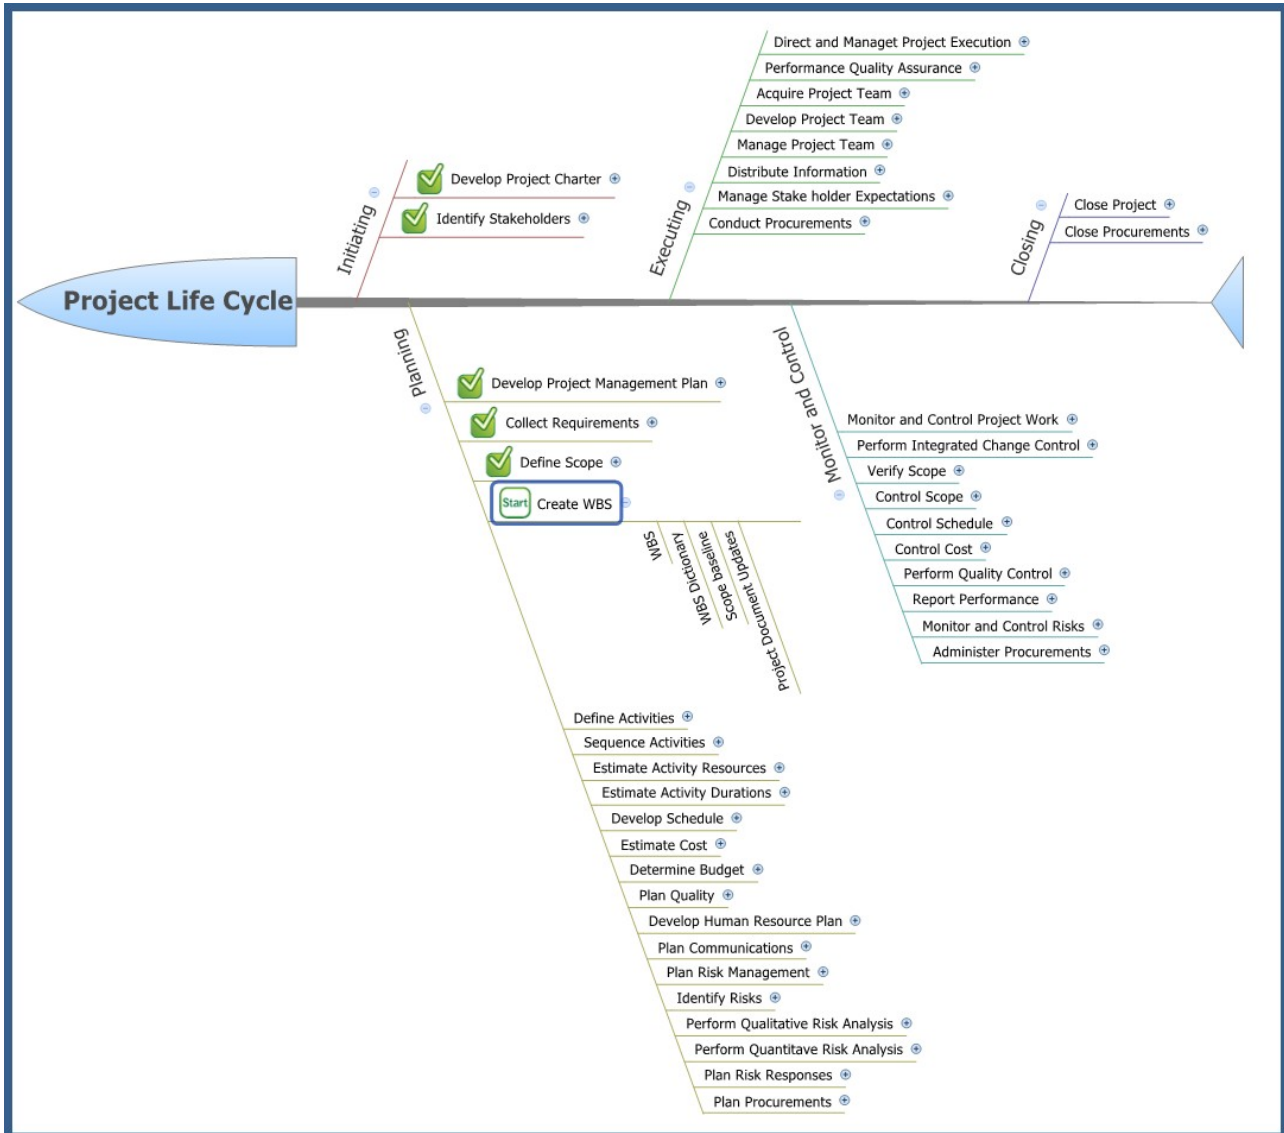 Project Life Cycle
Initiating
Develop Project Charter
Identify Stakeholders
Planning
Develop Project Management Plan
Collect Requirements
Define Scope
Start
Create WBS
WBS
WBS Dictionary
Scope baseline
Project Document Updates
Define Activities
Sequence Activities
Estimate Activity Resources
Estimate Activity Durations
Develop Schedule
Estimate Cost
Determine Budget
Plan Quality
Develop Human Resource Plan
Plan Communications
Plan Risk Management
Identify Risks
Perform Qualitative Risk Analysis
Perform Quantitave Risk Analysis
Plan Risk Responses
Plan Procurements
Executing
Direct and Managet Project Execution
Performance Quality Assurance
Acquire Project Team
Develop Project Team
Manage Project Team
Distribute Information
Manage Stake holder Expectations
Conduct Procurements
Monitor and Control
Monitor and Control Project Work
Perform Integrated Change Control
Verify Scope
Control Scope
Control Schedule
Control Cost
Perform Quality Control
Report Performance
Monitor and Control Risks
Administer Procurements
Closing
Close Project
Close Procurements